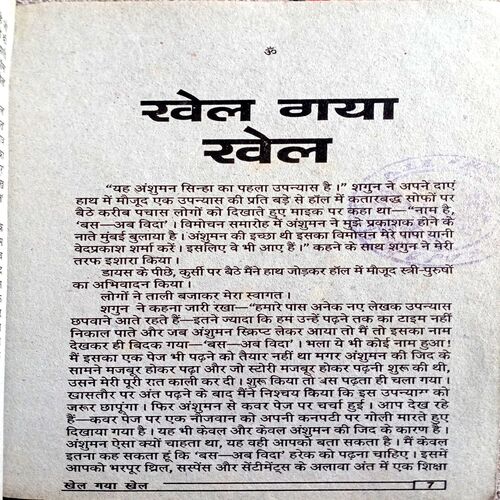 ॐ
खेल गया
खेल
“यह अंशुमन सिन्हा का पहला उपन्यास है।” शगुन ने अपने दाएं
हाथ में मौजूद एक उपन्यास की प्रति बड़े से हॉल में कतारबद्ध सोफों पर
बैठे करीब पचास लोगों को दिखाते हुए माइक पर कहा था—“नाम है,
‘बस—अब विदा’। विमोचन समारोह में अंशुमन ने मुझे प्रकाशक होने के
नाते मुंबई बुलाया है। अंशुमन की इच्छा थी इसका विमोचन मेरे पापा यानी
वेदप्रकाश शर्मा करें। इसलिए वे भी आए हैं।” कहने के साथ शगुन ने मेरी
तरफ इशारा किया।
डायस के पीछे, कुर्सी पर बैठे मैंने हाथ जोड़कर हॉल में मौजूद स्त्री-पुरुषों
का अभिवादन किया।
लोगों ने ताली बजाकर मेरा स्वागत।
शगुन ने कहना जारी रखा—“हमारे पास अनेक नए लेखक उपन्यास
छपवाने आते रहते हैं—इतने ज्यादा कि हम उन्हें पढ़ने तक का टाइम नहीं
निकाल पाते और जब अंशुमन स्क्रिप्ट लेकर आया तो मैं तो इसका नाम
देखकर ही बिदक गया—‘बस—अब विदा’। भला ये भी कोई नाम हुआ!
मैं इसका एक पेज भी पढ़ने को तैयार नहीं था मगर अंशुमन की जिद के
सामने मजबूर होकर पढ़ा और जो स्टोरी मजबूर होकर पढ़नी शुरू की थी,
उसने मेरी पूरी रात काली कर दी। शुरू किया तो बस पढ़ता ही चला गया।
खासतौर पर अंत पढ़ने के बाद मैंने निश्चय किया कि इस उपन्यास को
जरूर छापूंगा। फिर अंशुमन से कवर पेज पर चर्चा हुई। आप देख रहे
हैं—कवर पेज पर एक नौजवान को अपनी कनपटी पर गोली मारते हुए
दिखाया गया है। यह भी केवल और केवल अंशुमन की जिद के कारण है।
अंशुमन ऐसा क्यों चाहता था, यह वही आपको बता सकता है। मैं केवल
इतना कह सकता हूं कि ‘बस—अब विदा’ हरेक को पढ़ना चाहिए। इसमें
आपको भरपूर थ्रिल, सस्पेंस और सेंटीमेंट्स के अलावा अंत में एक शिक्षा
खेल गया खेल 7